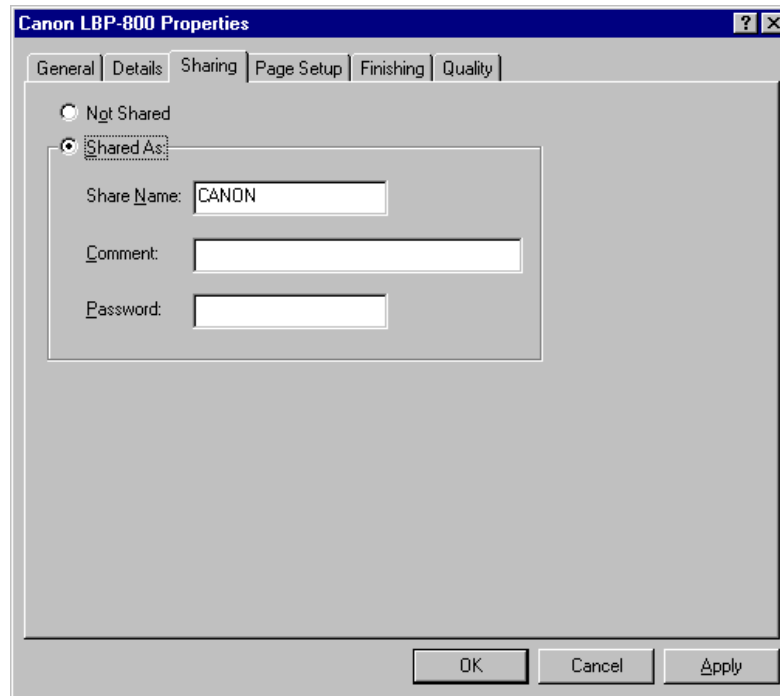 Canon LBP-800 Properties ? X
General Details Sharing Page Setup Finishing Quality
Not Shared
Shared As:
Share Name: CANON
Comment:
Password:
OK Cancel Apply